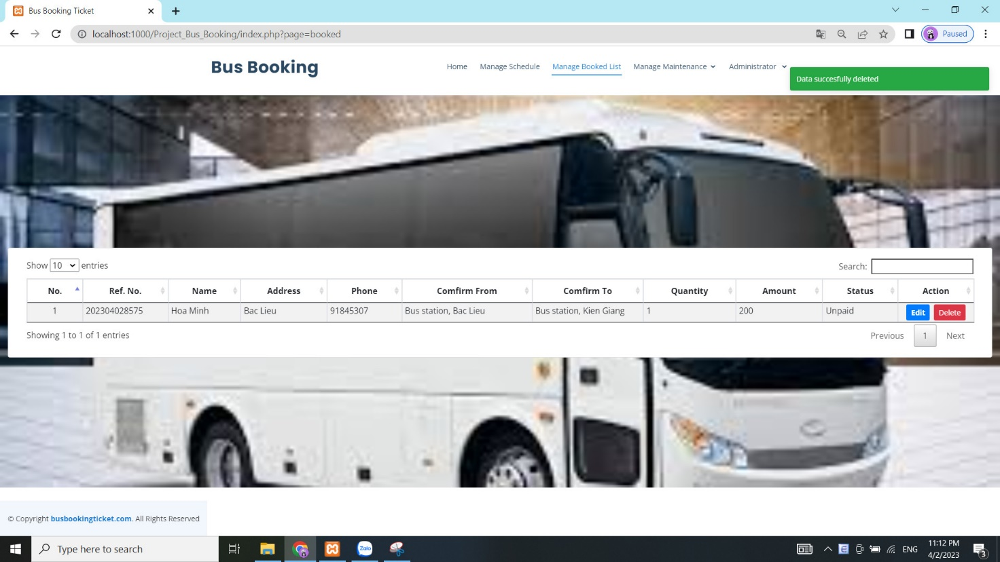 Bus Booking Ticket
localhost:1000/Project_Bus_Booking/index.php?page=booked
Paused
Bus Booking
Home Manage Schedule Manage Booked List Manage Maintenance Administrator
Data succesfully deleted
Show 10 entries
Search:
No. Ref. No. Name Address Phone Comfirm From Comfirm To Quantity Amount Status Action
1 202304028575 Hoa Minh Bac Lieu 91845307 Bus station, Bac Lieu Bus station, Kien Giang 1 200 Unpaid Edit Delete
Showing 1 to 1 of 1 entries
Previous 1 Next
© Copyright busbookingticket.com. All Rights Reserved
Type here to search
Zalo
ENG
11:12 PM
4/2/2023
3